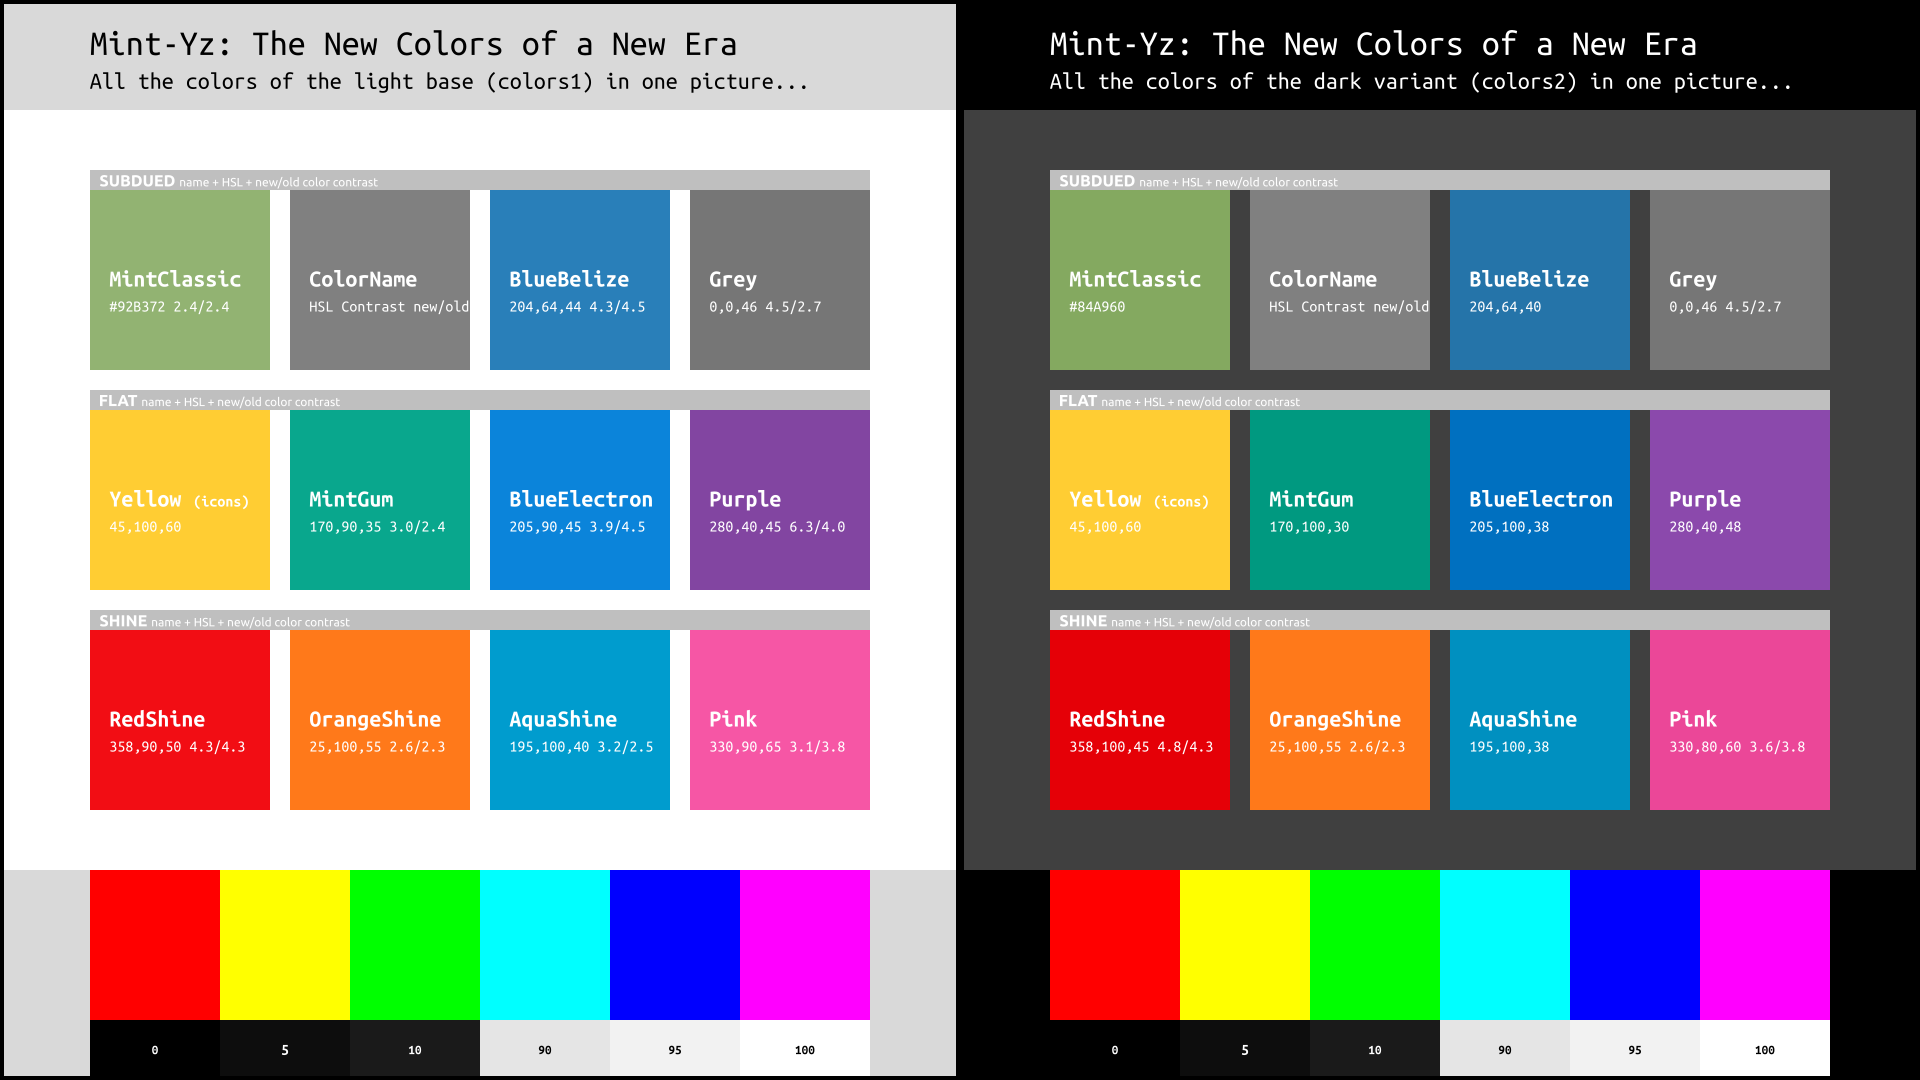 Mint-Yz: The New Colors of a New Era
All the colors of the light base (colors1) in one picture...
SUBDUED name + HSL + new/old color contrast
MintClassic
#92B372 2.4/2.4
ColorName
HSL Contrast new/old
BlueBelize
204,64,44 4.3/4.5
Grey
0,0,46 4.5/2.7
FLAT name + HSL + new/old color contrast
Yellow (icons)
45,100,60
MintGum
170,90,35 3.0/2.4
BlueElectron
205,90,45 3.9/4.5
Purple
280,40,45 6.3/4.0
SHINE name + HSL + new/old color contrast
RedShine
358,90,50 4.3/4.3
OrangeShine
25,100,55 2.6/2.3
AquaShine
195,100,40 3.2/2.5
Pink
330,90,65 3.1/3.8
0 5 10 90 95 100
Mint-Yz: The New Colors of a New Era
All the colors of the dark variant (colors2) in one picture...
SUBDUED name + HSL + new/old color contrast
MintClassic
#84A960
ColorName
HSL Contrast new/old
BlueBelize
204,64,40
Grey
0,0,46 4.5/2.7
FLAT name + HSL + new/old color contrast
Yellow (icons)
45,100,60
MintGum
170,100,30
BlueElectron
205,100,38
Purple
280,40,48
SHINE name + HSL + new/old color contrast
RedShine
358,100,45 4.8/4.3
OrangeShine
25,100,55 2.6/2.3
AquaShine
195,100,38
Pink
330,80,60 3.6/3.8
0 5 10 90 95 100